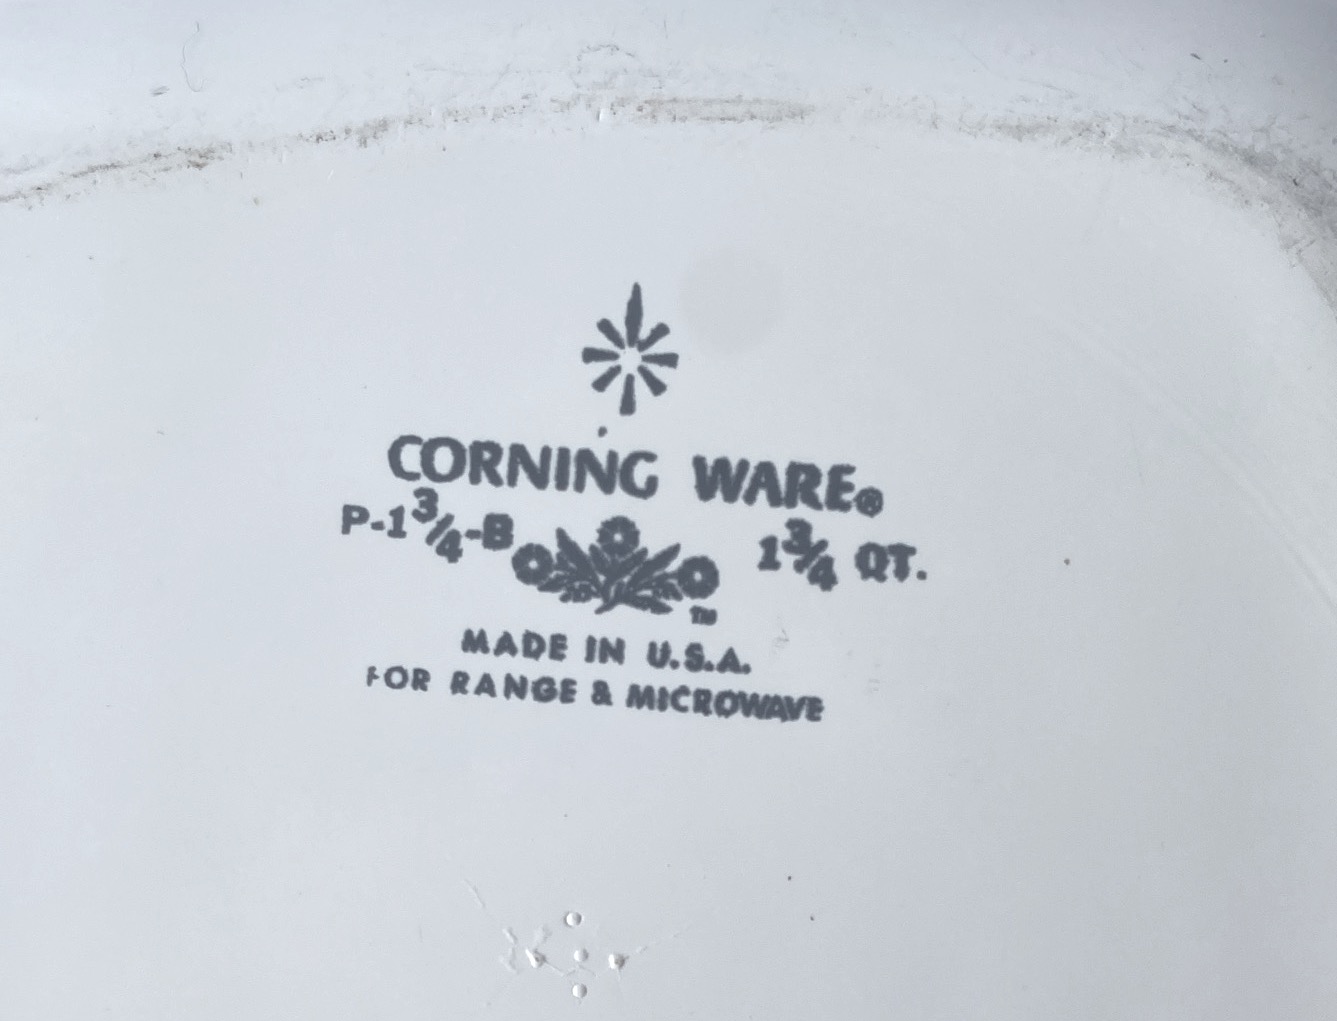 CORNING WARE®
P-1 3/4-B 1 3/4 QT.
TM
MADE IN U.S.A.
FOR RANGE & MICROWAVE